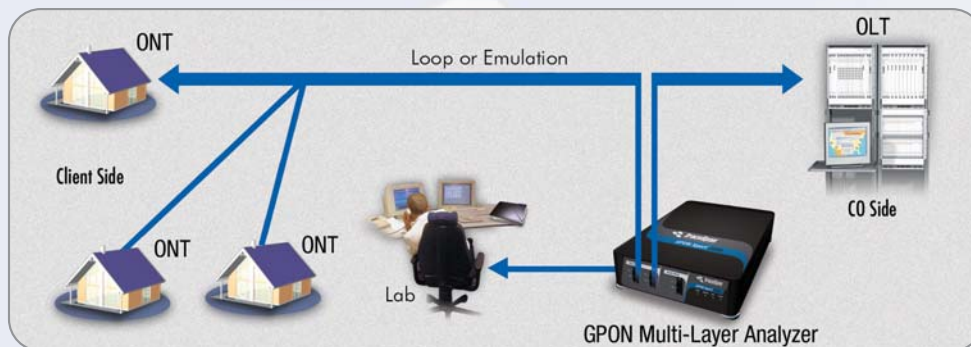 ONT
Loop or Emulation
OLT
Client Side
ONT
ONT
Lab
CO Side
GPON Multi-Layer Analyzer